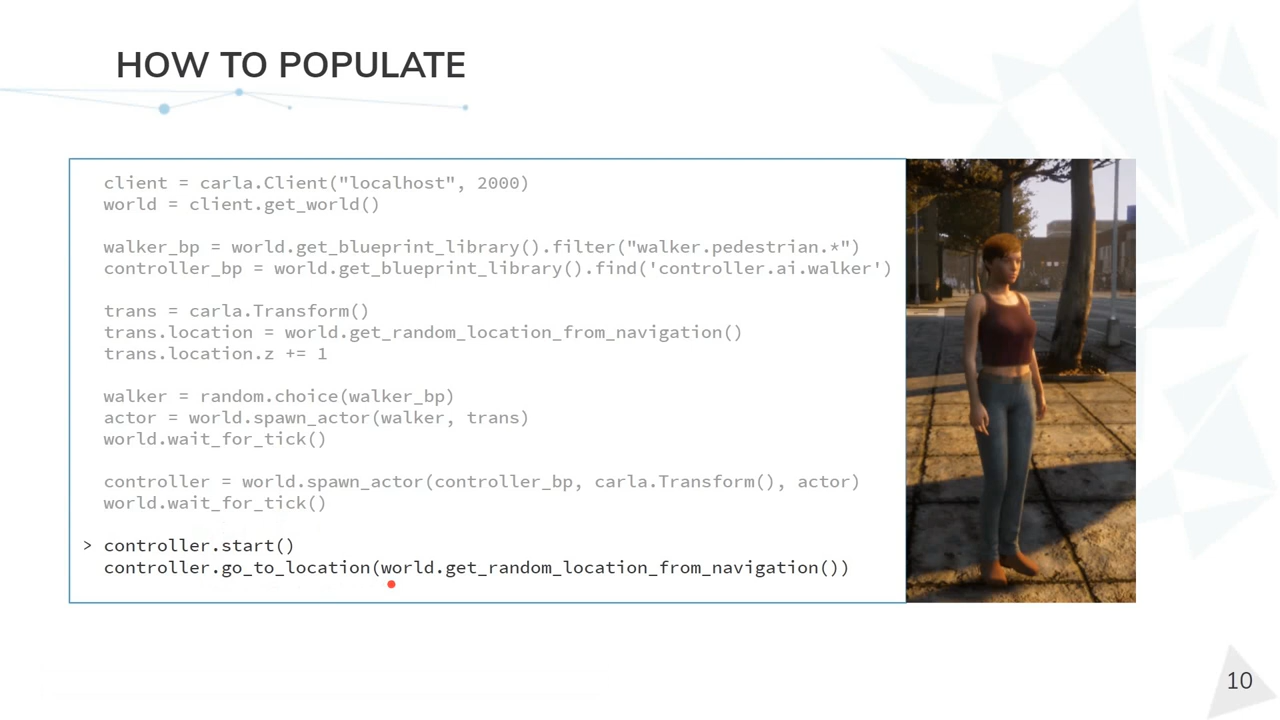 HOW TO POPULATE
client = carla.Client("localhost", 2000)
world = client.get_world()
walker_bp = world.get_blueprint_library().filter("walker.pedestrian.*")
controller_bp = world.get_blueprint_library().find('controller.ai.walker')
trans = carla.Transform()
trans.location = world.get_random_location_from_navigation()
trans.location.z += 1
walker = random.choice(walker_bp)
actor = world.spawn_actor(walker, trans)
world.wait_for_tick()
controller = world.spawn_actor(controller_bp, carla.Transform(), actor)
world.wait_for_tick()
> controller.start()
controller.go_to_location(world.get_random_location_from_navigation())
10